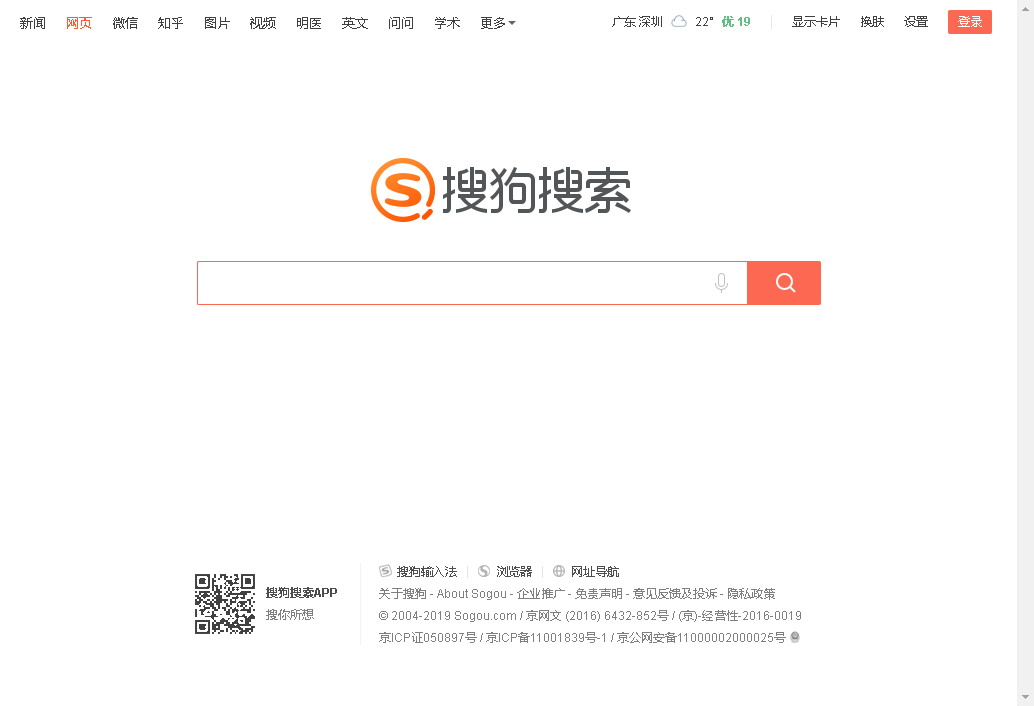 新闻 网页 微信 知乎 图片 视频 明医 英文 问问 学术 更多 广东 深圳 22° 优 19 显示卡片 换肤 设置 登录
搜狗搜索
搜狗输入法 浏览器 网址导航
搜狗搜索APP
搜你所想
关于搜狗 - About Sogou - 企业推广 - 免责声明 - 意见反馈及投诉 - 隐私政策
© 2004-2019 Sogou.com / 京网文 (2016) 6432-852号 / (京)-经营性-2016-0019
京ICP证050897号 / 京ICP备11001839号-1 / 京公网安备11000002000025号